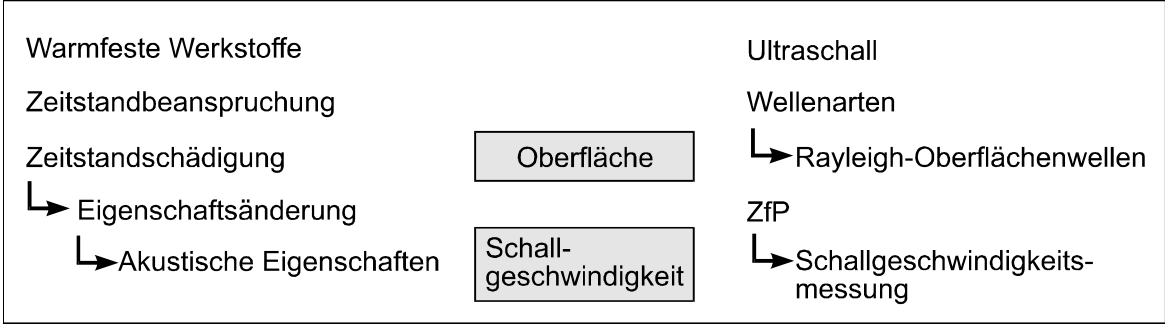 Warmfeste Werkstoffe
Zeitstandbeanspruchung
Zeitstandschädigung
Eigenschaftsänderung
Akustische Eigenschaften
Oberfläche
Schall-
geschwindigkeit
Ultraschall
Wellenarten
Rayleigh-Oberflächenwellen
ZfP
Schallgeschwindigkeits-
messung